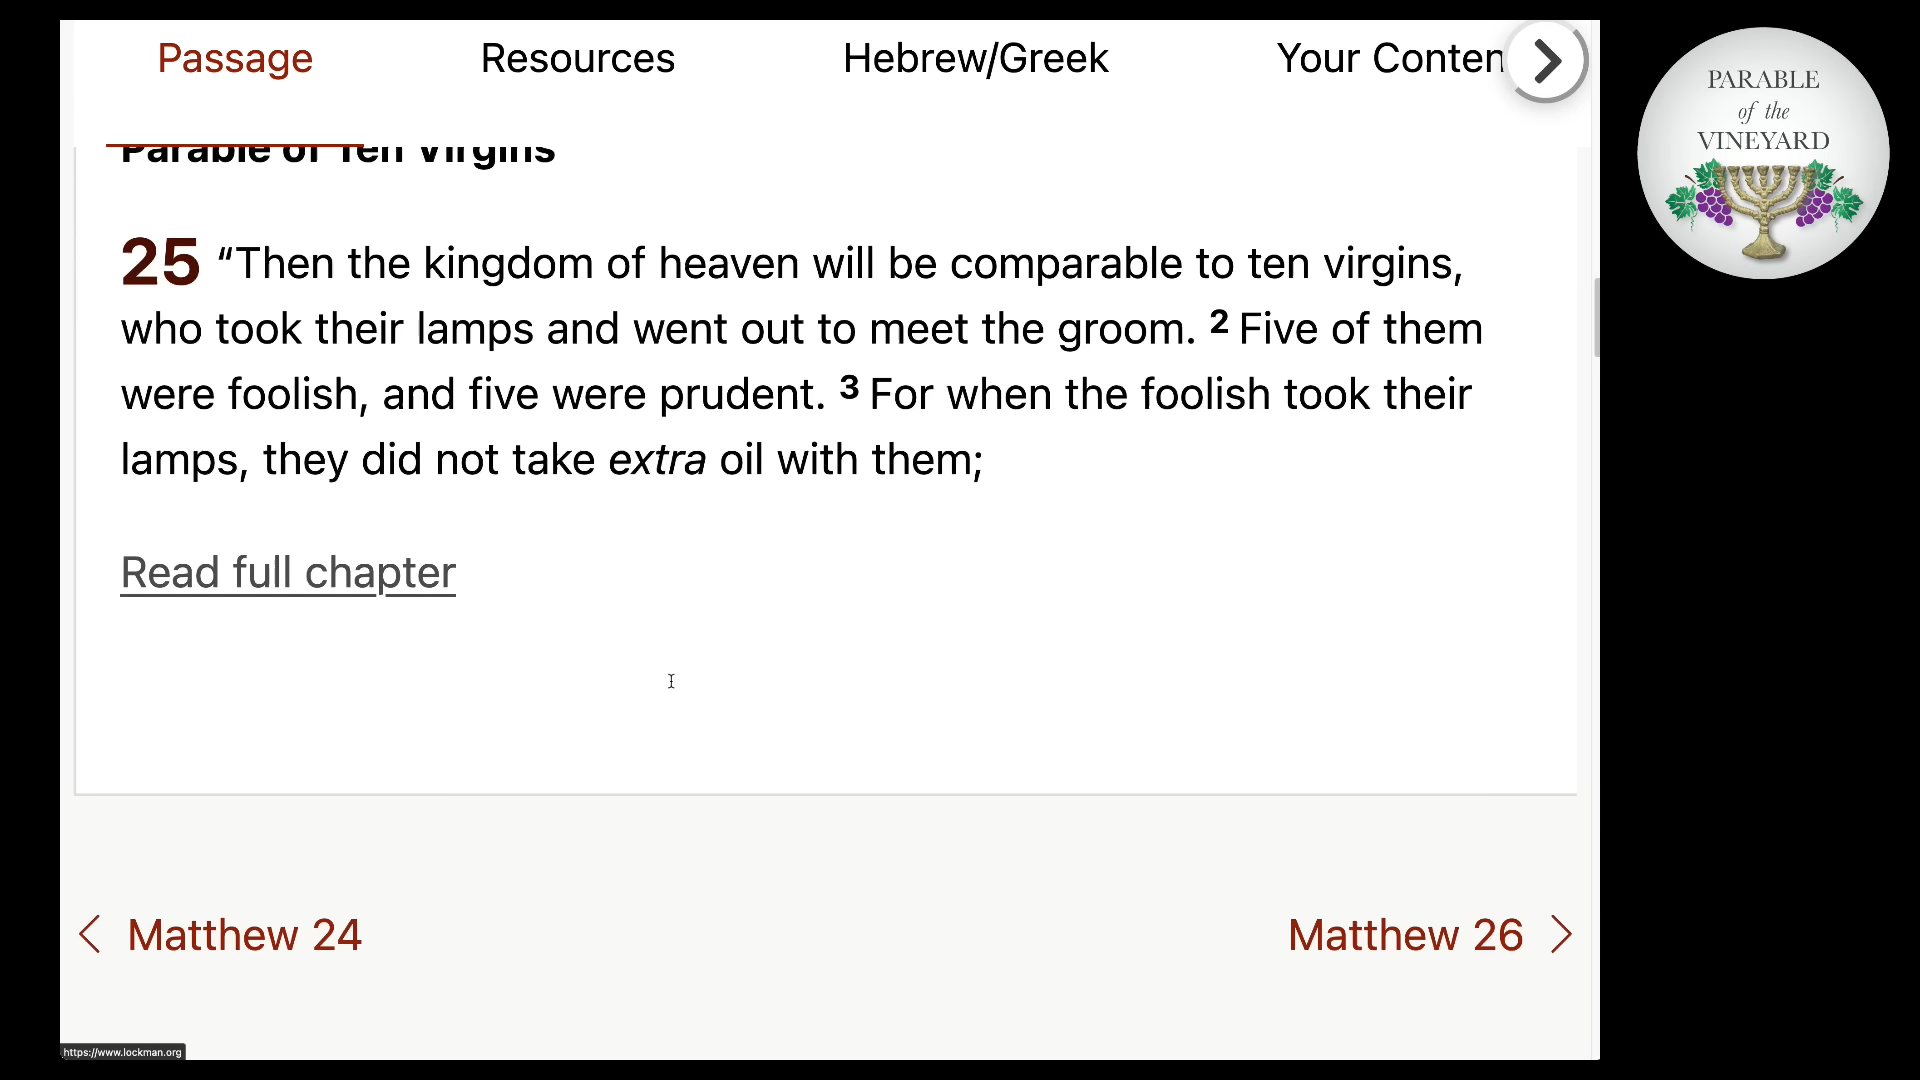 Passage
Resources
Hebrew/Greek
Your Conten
PARABLE
of the
VINEYARD
Parable of Ten Virgins
25 “Then the kingdom of heaven will be comparable to ten virgins,
who took their lamps and went out to meet the groom. 2 Five of them
were foolish, and five were prudent. 3 For when the foolish took their
lamps, they did not take extra oil with them;
Read full chapter
Matthew 24
Matthew 26
https://www.lockman.org